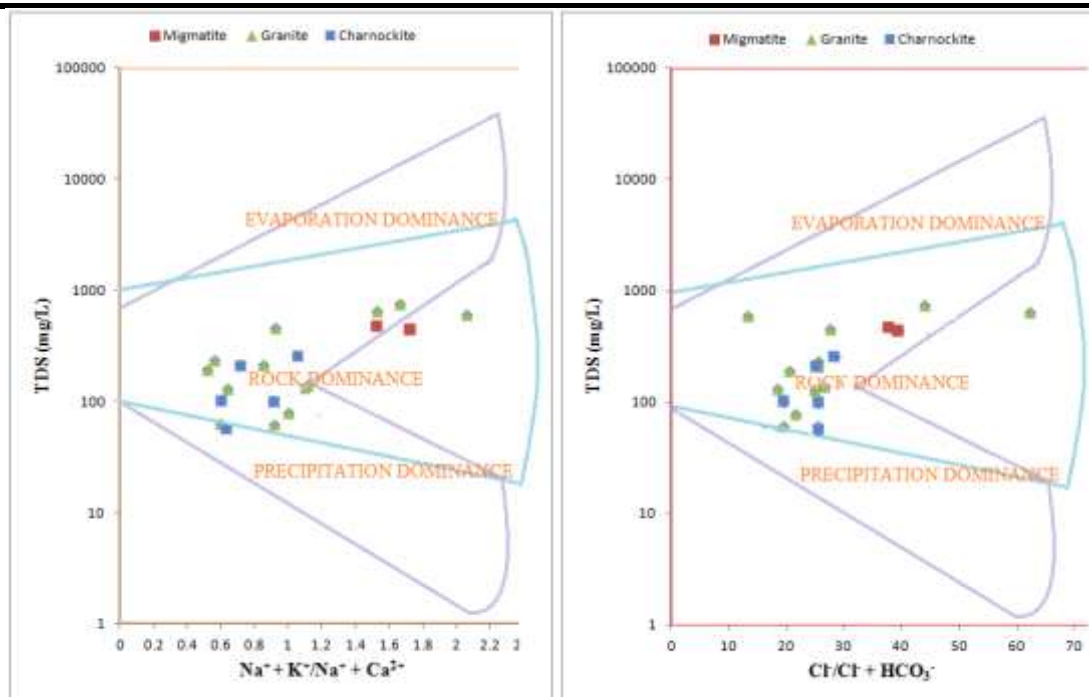 Migmatite Granite Charnockite
100000
10000
1000
100
10
1
TDS (mg/L)
EVAPORATION DOMINANCE
ROCK DOMINANCE
PRECIPITATION DOMINANCE
0 0.2 0.4 0.6 0.8 1 1.2 1.4 1.6 1.8 2 2.2 2
Na⁺ + K⁺/Na⁺ + Ca²⁺
Migmatite Granite Charnockite
100000
10000
1000
100
10
1
TDS (mg/L)
EVAPORATION DOMINANCE
ROCK DOMINANCE
PRECIPITATION DOMINANCE
0 10 20 30 40 50 60 70
Cl⁻/Cl⁻ + HCO₃⁻